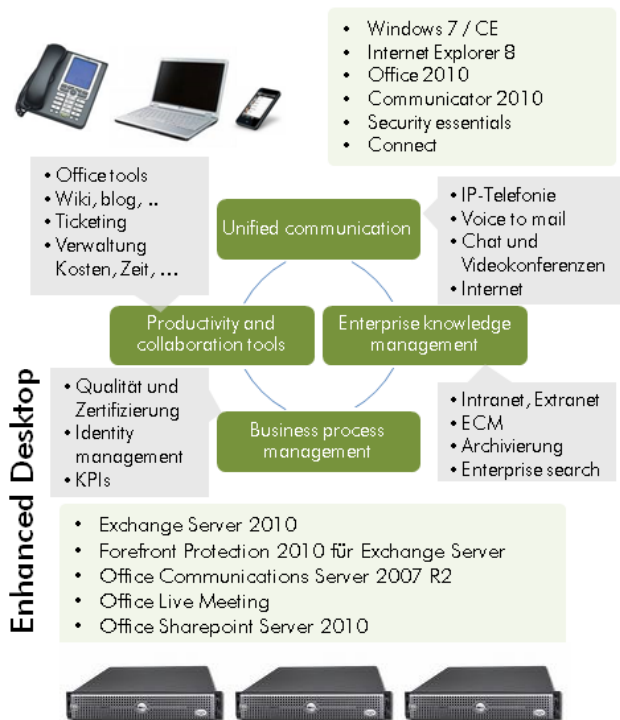 • Windows 7 / CE
• Internet Explorer 8
• Office 2010
• Communicator 2010
• Security essentials
• Connect
• Office tools
• Wiki, blog, ..
• Ticketing
• Verwaltung
Kosten, Zeit, ...
Unified communication
• IP-Telefonie
• Voice to mail
• Chat und
Videokonferenzen
• Internet
Productivity and
collaboration tools
Enterprise knowledge
management
• Qualität und
Zertifizierung
• Identity
management
• KPIs
Business process
management
• Intranet, Extranet
• ECM
• Archivierung
• Enterprise search
Enhanced Desktop
• Exchange Server 2010
• Forefront Protection 2010 für Exchange Server
• Office Communications Server 2007 R2
• Office Live Meeting
• Office Sharepoint Server 2010